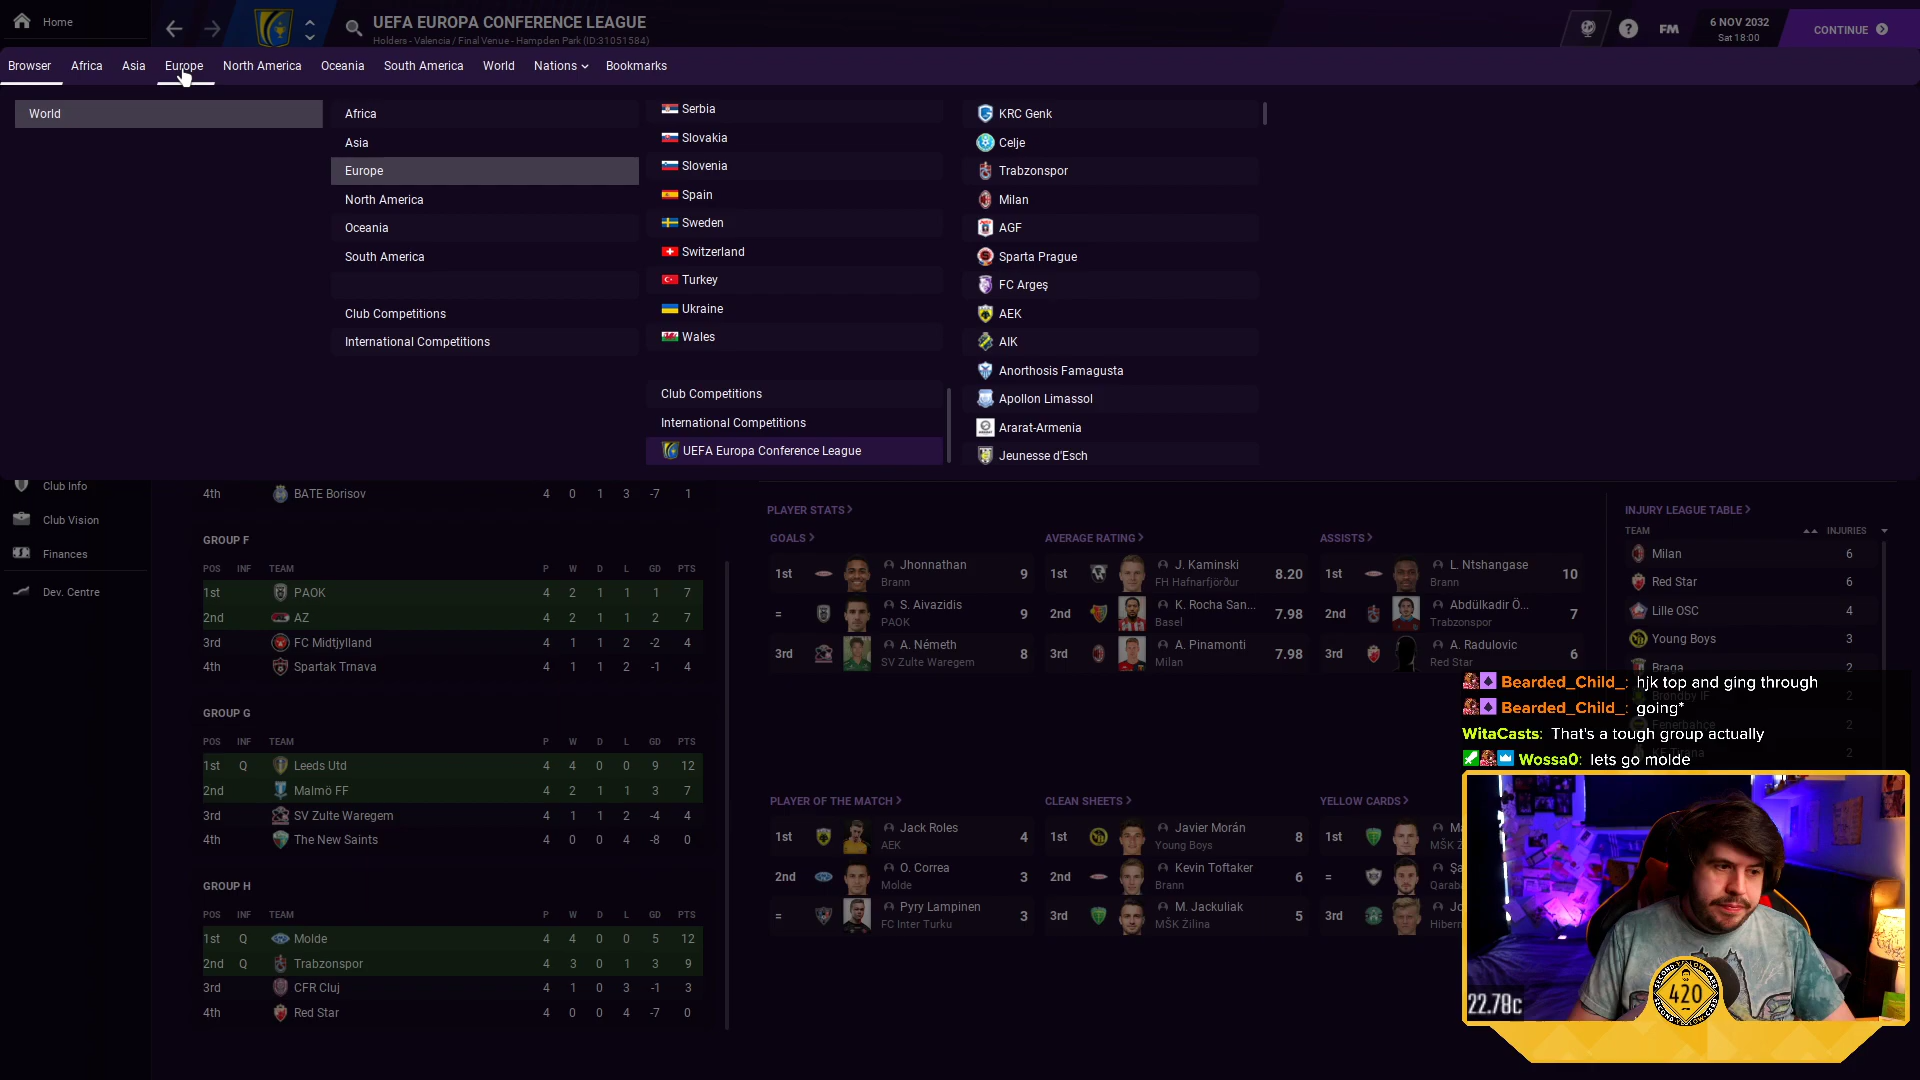 Home
UEFA EUROPA CONFERENCE LEAGUE
Holders - Valencia / Final Venue - Hampden Park (ID:31051584)
?
FM
6 NOV 2032
Sat 18:00
CONTINUE
Browser Africa Asia Europe North America Oceania South America World Nations Bookmarks
World
Africa
Asia
Europe
North America
Oceania
South America
Club Competitions
International Competitions
Serbia
Slovakia
Slovenia
Spain
Sweden
Switzerland
Turkey
Ukraine
Wales
Club Competitions
International Competitions
UEFA Europa Conference League
KRC Genk
Celje
Trabzonspor
Milan
AGF
Sparta Prague
FC Argeș
AEK
AIK
Anorthosis Famagusta
Apollon Limassol
Ararat-Armenia
Jeunesse d'Esch
Club Info
Club Vision
Finances
Dev. Centre
4th BATE Borisov 4 0 1 3 -7 1
GROUP F
POS INF TEAM P W D L GD PTS
1st PAOK 4 2 1 1 1 7
2nd AZ 4 2 1 1 2 7
3rd FC Midtjylland 4 1 1 2 -2 4
4th Spartak Trnava 4 1 1 2 -1 4
GROUP G
POS INF TEAM P W D L GD PTS
1st Q Leeds Utd 4 4 0 0 9 12
2nd Malmö FF 4 2 1 1 3 7
3rd SV Zulte Waregem 4 1 1 2 -4 4
4th The New Saints 4 0 0 4 -8 0
GROUP H
POS INF TEAM P W D L GD PTS
1st Q Molde 4 4 0 0 5 12
2nd Q Trabzonspor 4 3 0 1 3 9
3rd CFR Cluj 4 1 0 3 -1 3
4th Red Star 4 0 0 4 -7 0
PLAYER STATS
GOALS
1st Jhonnathan 9
Brann
= S. Aivazidis 9
PAOK
3rd A. Németh 8
SV Zulte Waregem
AVERAGE RATING
1st J. Kaminski 8.20
FH Hafnarfjörður
2nd K. Rocha San... 7.98
Basel
3rd A. Pinamonti 7.98
Milan
ASSISTS
1st L. Ntshangase 10
Brann
2nd Abdülkadir Ö... 7
Trabzonspor
3rd A. Radulovic 6
Red Star
PLAYER OF THE MATCH
1st Jack Roles 4
AEK
2nd O. Correa 3
Molde
= Pyry Lampinen 3
FC Inter Turku
CLEAN SHEETS
1st Javier Morán 8
Young Boys
2nd Kevin Toftaker 6
Brann
3rd M. Jackuliak 5
MŠK Žilina
YELLOW CARDS
1st
MŠK
=
Qarab
3rd
Hibern
INJURY LEAGUE TABLE
TEAM INJURIES
Milan 6
Red Star 6
Lille OSC 4
Young Boys 3
Braga 2
Brøndby IF 2
Fenerbahce 2
KF Tirana 2
Bearded_Child_: hjk top and ging through
Bearded_Child_: going*
WitaCasts: That's a tough group actually
Wossa0: lets go molde
22.78c
SECOND YELLOW CARD
420